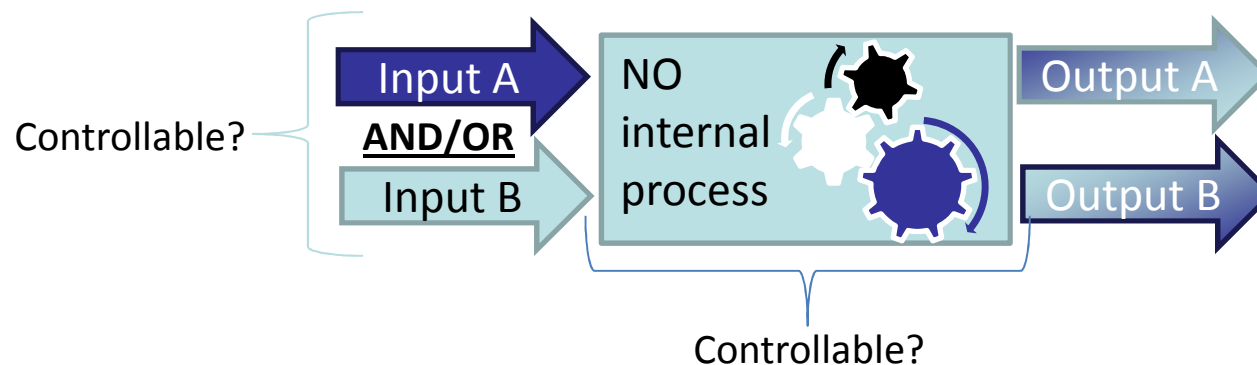 Controllable?
Input A
AND/OR
Input B
NO
internal
process
Output A
Output B
Controllable?